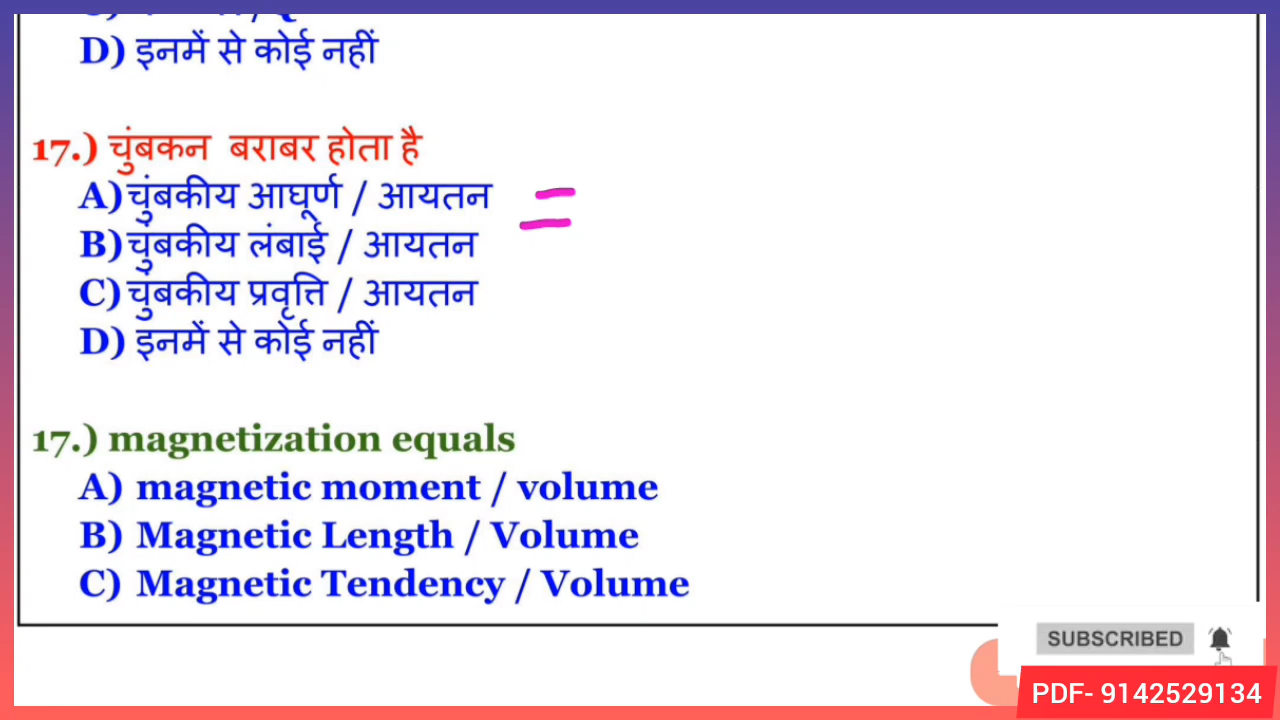 D) इनमें से कोई नहीं
17.) चुंबकन बराबर होता है
A) चुंबकीय आघूर्ण / आयतन =
B) चुंबकीय लंबाई / आयतन
C) चुंबकीय प्रवृत्ति / आयतन
D) इनमें से कोई नहीं
17.) magnetization equals
A) magnetic moment / volume
B) Magnetic Length / Volume
C) Magnetic Tendency / Volume
SUBSCRIBED
PDF- 9142529134